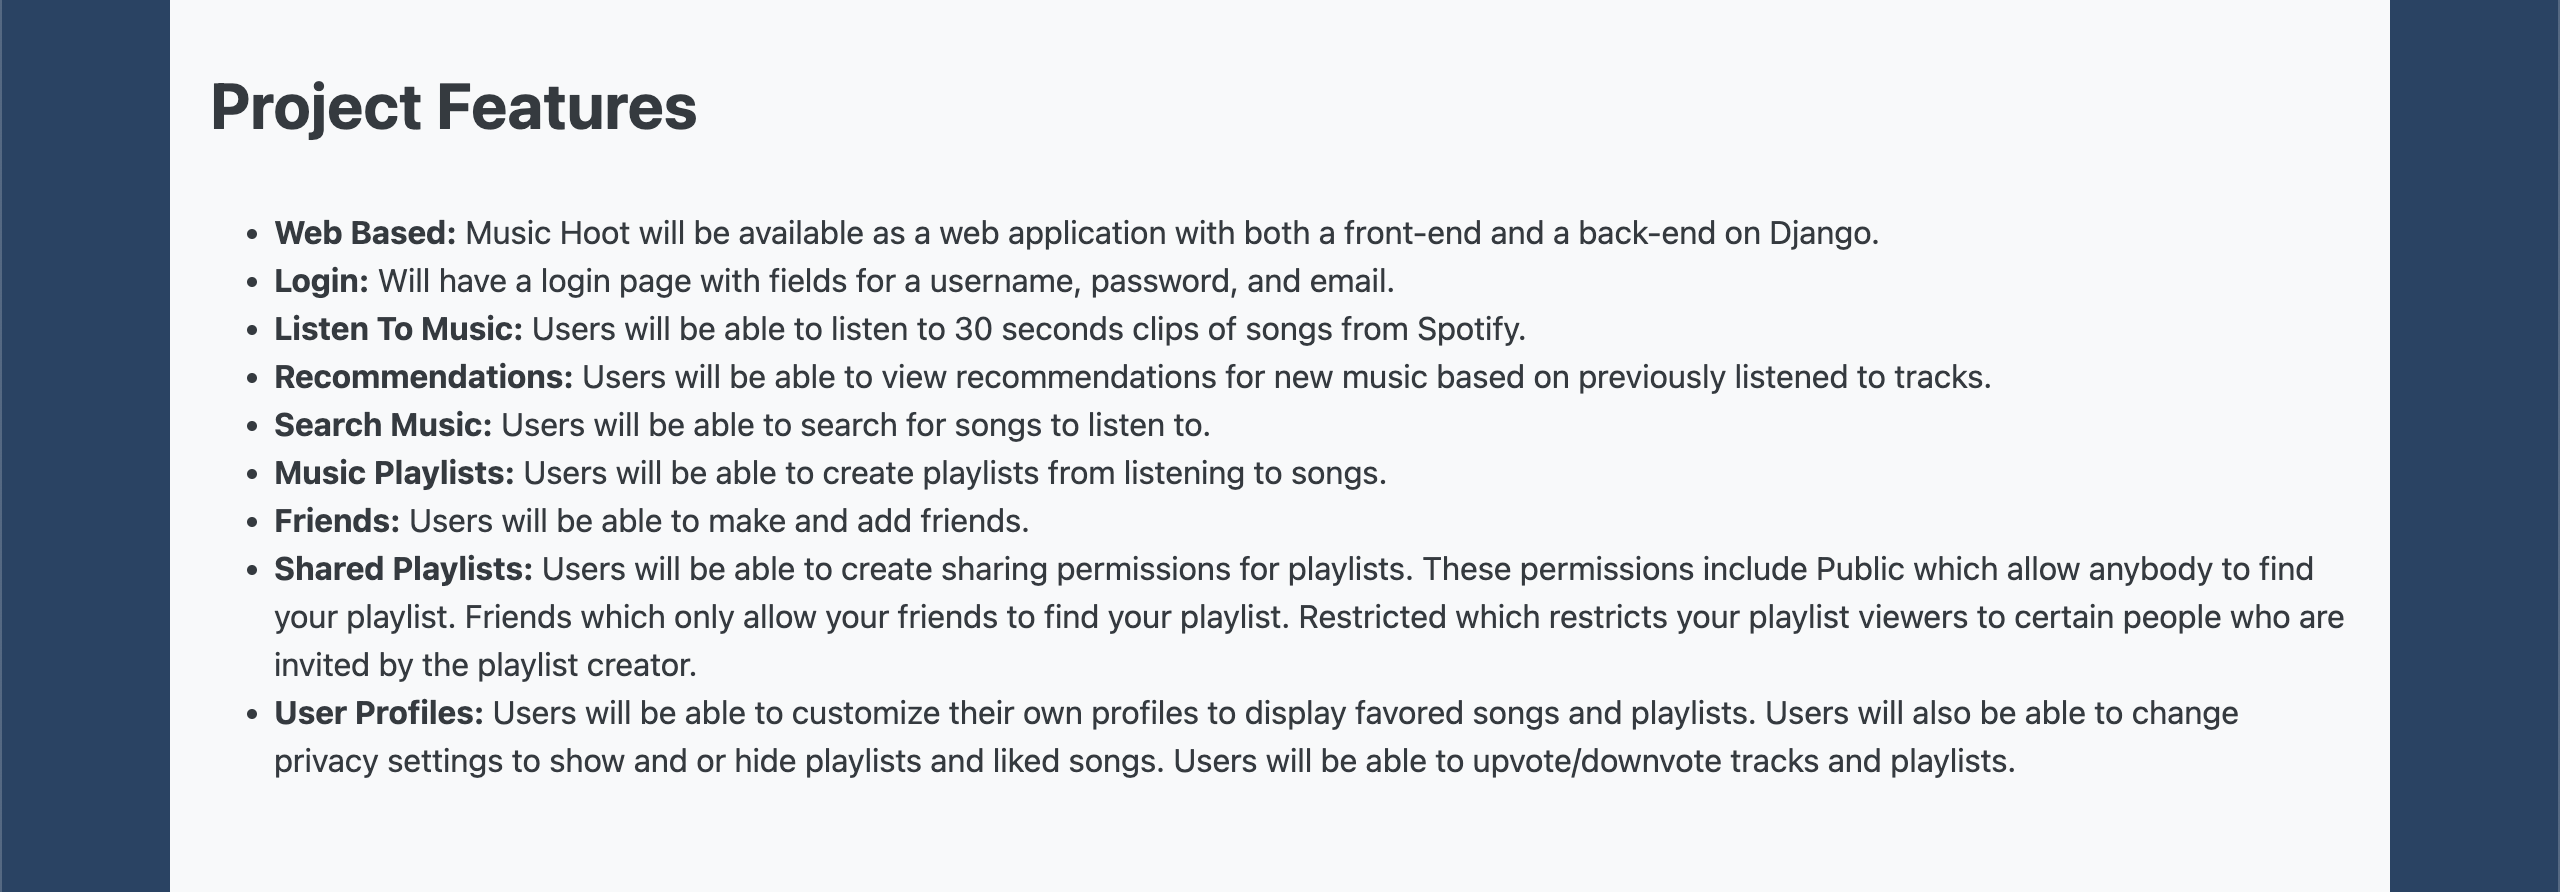 Project Features
• Web Based: Music Hoot will be available as a web application with both a front-end and a back-end on Django.
• Login: Will have a login page with fields for a username, password, and email.
• Listen To Music: Users will be able to listen to 30 seconds clips of songs from Spotify.
• Recommendations: Users will be able to view recommendations for new music based on previously listened to tracks.
• Search Music: Users will be able to search for songs to listen to.
• Music Playlists: Users will be able to create playlists from listening to songs.
• Friends: Users will be able to make and add friends.
• Shared Playlists: Users will be able to create sharing permissions for playlists. These permissions include Public which allow anybody to find
your playlist. Friends which only allow your friends to find your playlist. Restricted which restricts your playlist viewers to certain people who are
invited by the playlist creator.
• User Profiles: Users will be able to customize their own profiles to display favored songs and playlists. Users will also be able to change
privacy settings to show and or hide playlists and liked songs. Users will be able to upvote/downvote tracks and playlists.